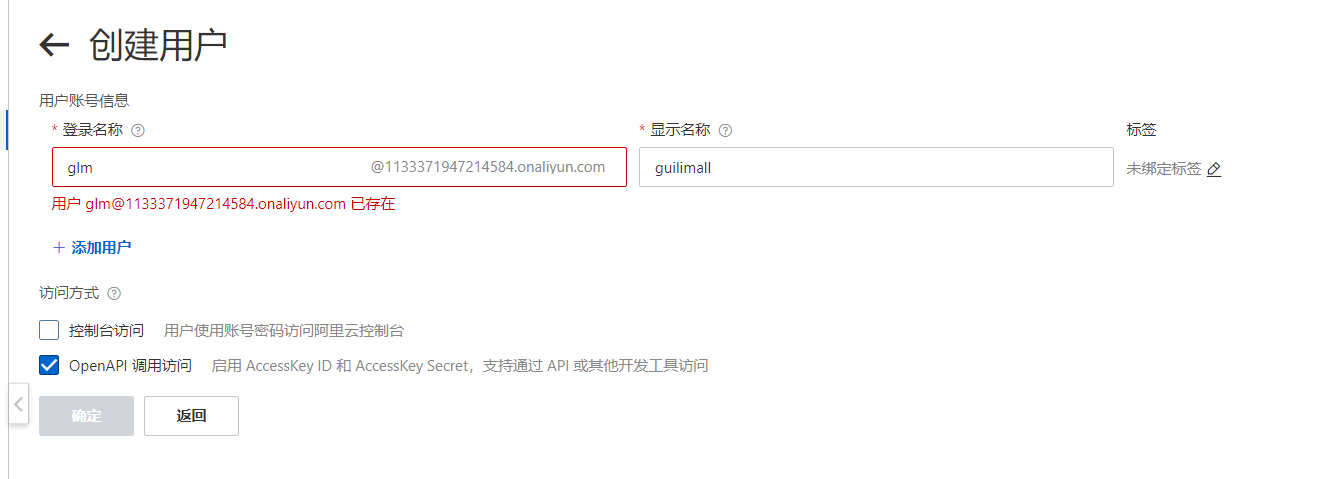 创建用户
用户账号信息
* 登录名称
* 显示名称
标签
glm @1133371947214584.onaliyun.com
guilimall
未绑定标签
用户 glm@1133371947214584.onaliyun.com 已存在
+ 添加用户
访问方式
控制台访问 用户使用账号密码访问阿里云控制台
OpenAPI 调用访问 启用 AccessKey ID 和 AccessKey Secret，支持通过 API 或其他开发工具访问
确定 返回